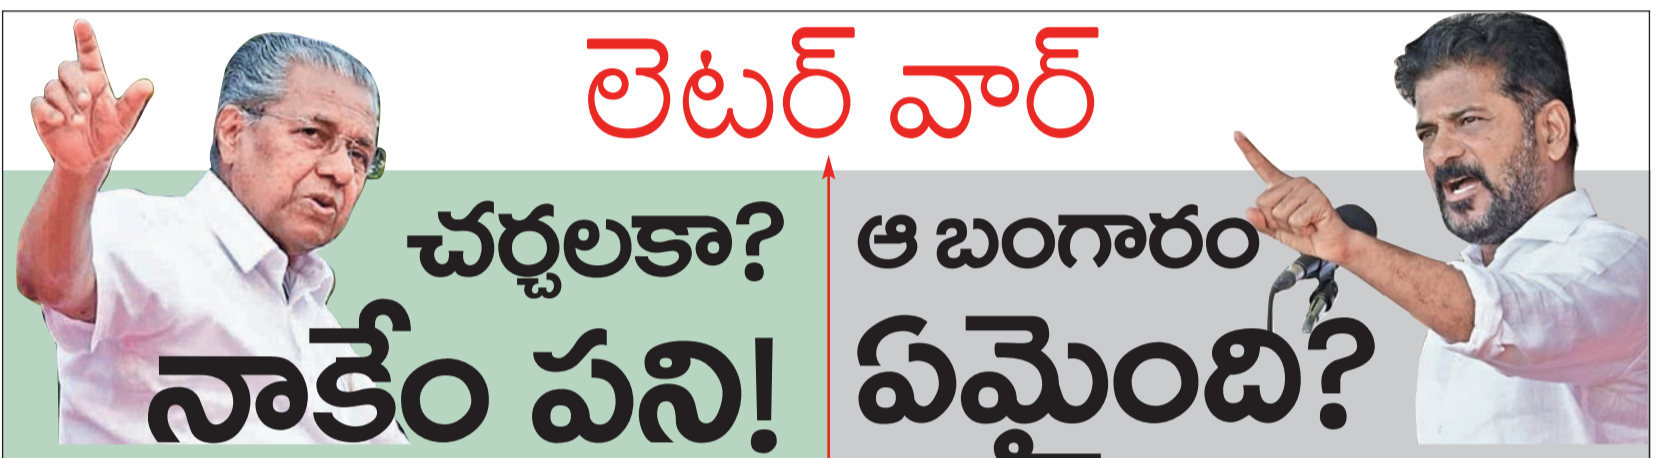 లెటర్ వార్
చర్చలకా?
నాకేం పని!
ఆ బంగారం
ఏమైంది?